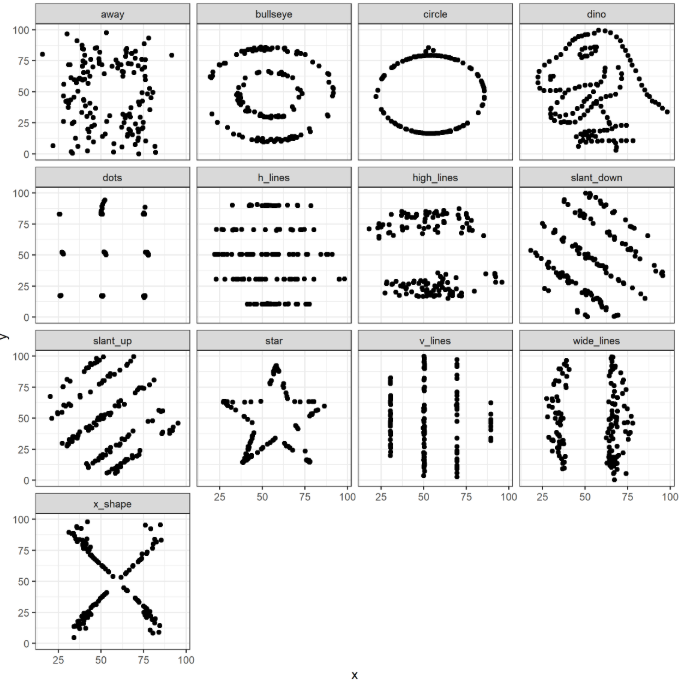 away bullseye circle dino
100
75
50
25
0
dots h_lines high_lines slant_down
100
75
50
25
0
y
slant_up star v_lines wide_lines
100
75
50
25
0
25 50 75 100 25 50 75 100 25 50 75 100
x_shape
100
75
50
25
0
25 50 75 100
x